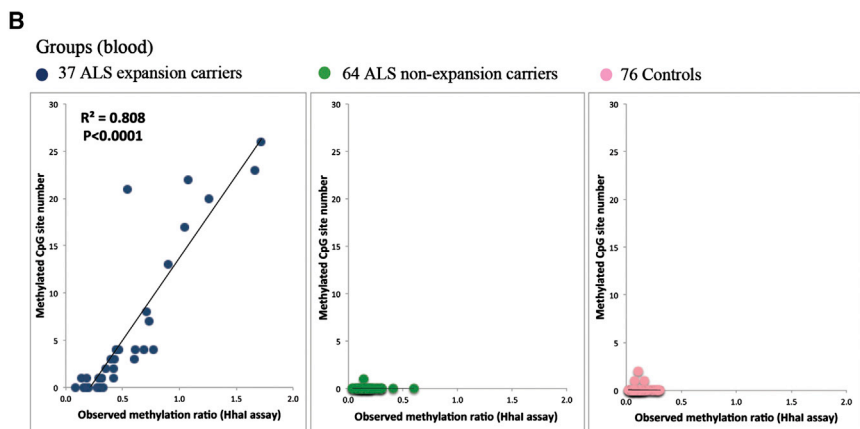 B
Groups (blood)
37 ALS expansion carriers
64 ALS non-expansion carriers
76 Controls
R² = 0.808
P<0.0001
Methylated CpG site number
30
25
20
15
10
5
0
0.0 0.5 1.0 1.5 2.0
Observed methylation ratio (HhaI assay)
Methylated CpG site number
30
25
20
15
10
5
0
0.0 0.5 1.0 1.5 2.0
Observed methylation ratio (HhaI assay)
Methylated CpG site number
30
25
20
15
10
5
0
0.0 0.5 1.0 1.5 2.0
Observed methylation ratio (HhaI assay)